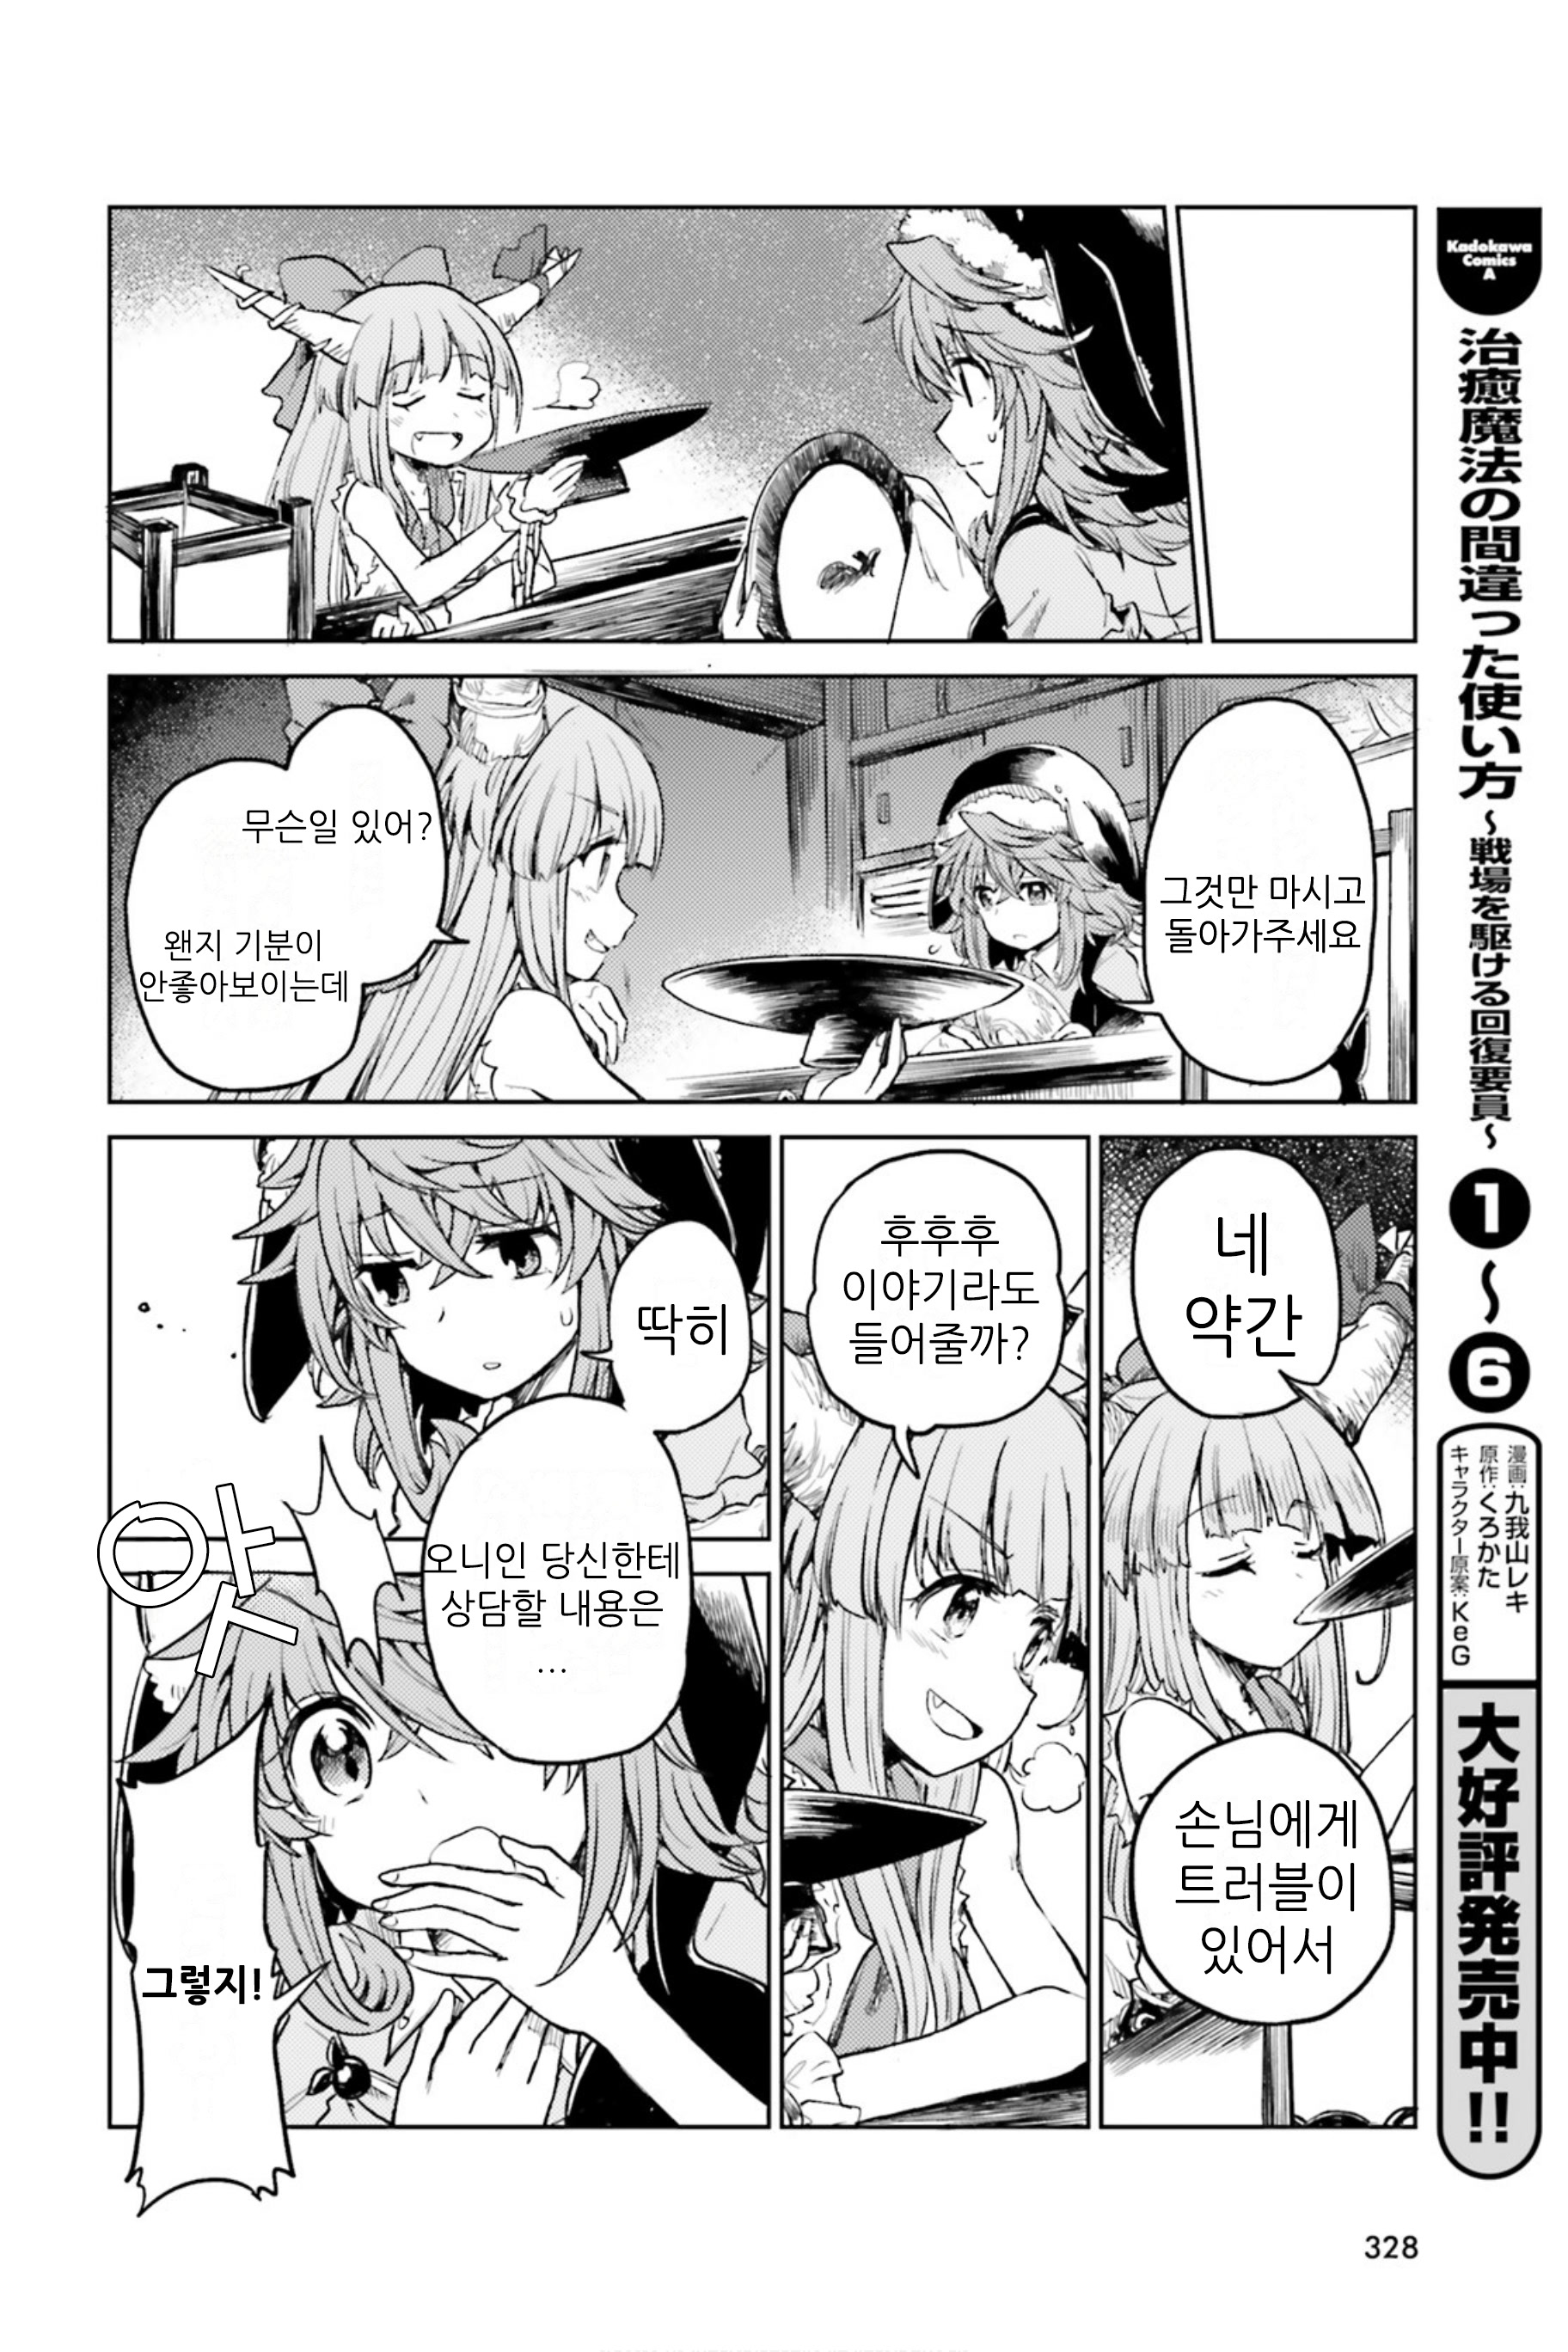 그것만 마시고
돌아가주세요
무슨일 있어?
왠지 기분이
안좋아보이는데
네
약간
손님에게
트러블이
있어서
후후후
이야기라도
들어줄까?
딱히
오니인 당신한테
상담할 내용은
...
앗
그렇지!
Kadokawa
Comics
A
治癒魔法の間違った使い方
～戦場を駆ける回復要員～
1～6
漫画:九我山レキ
原作:くろかた
キャラクター原案:KeG
大好評発売中!!
328